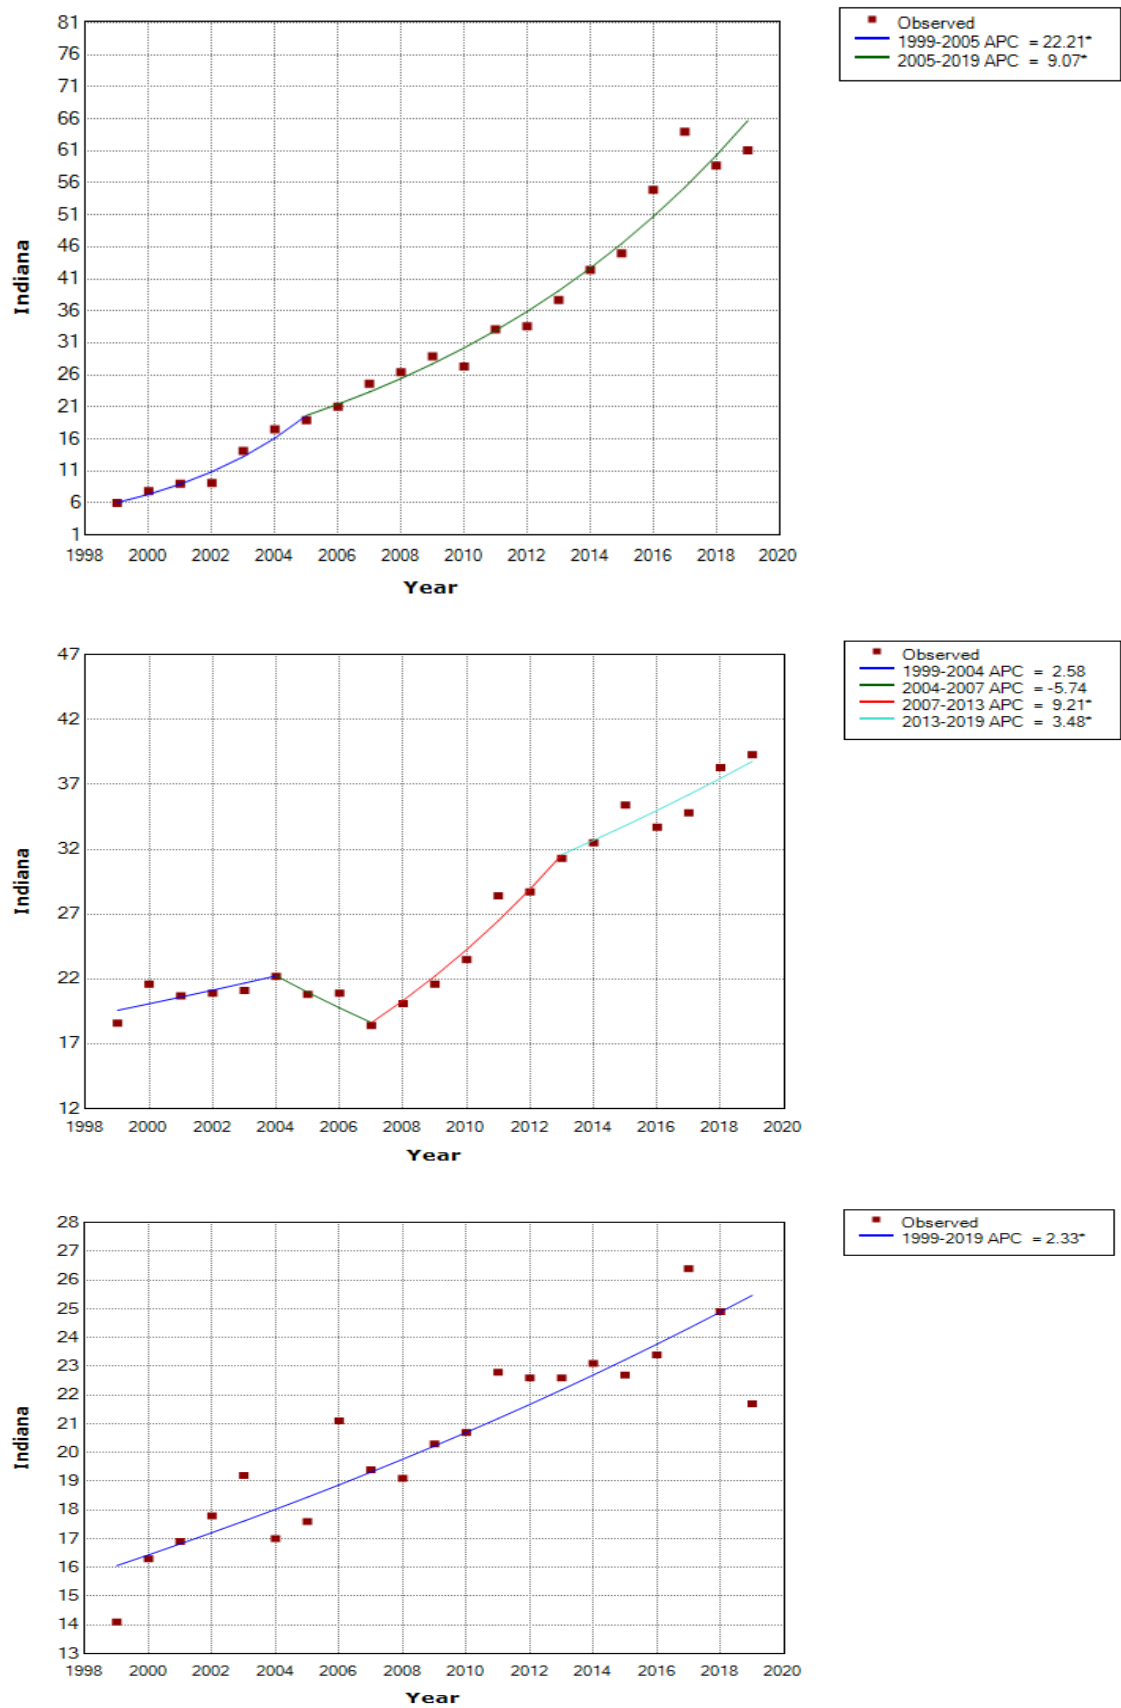 81
76
71
66
61
56
51
46
41
36
31
26
21
16
11
6
1
Indiana
1998 2000 2002 2004 2006 2008 2010 2012 2014 2016 2018 2020
Year
Observed
1999-2005 APC = 22.21*
2005-2019 APC = 9.07*
47
42
37
32
27
22
17
12
Indiana
1998 2000 2002 2004 2006 2008 2010 2012 2014 2016 2018 2020
Year
Observed
1999-2004 APC = 2.58
2004-2007 APC = -5.74
2007-2013 APC = 9.21*
2013-2019 APC = 3.48*
28
27
26
25
24
23
22
21
20
19
18
17
16
15
14
13
Indiana
1998 2000 2002 2004 2006 2008 2010 2012 2014 2016 2018 2020
Year
Observed
1999-2019 APC = 2.33*